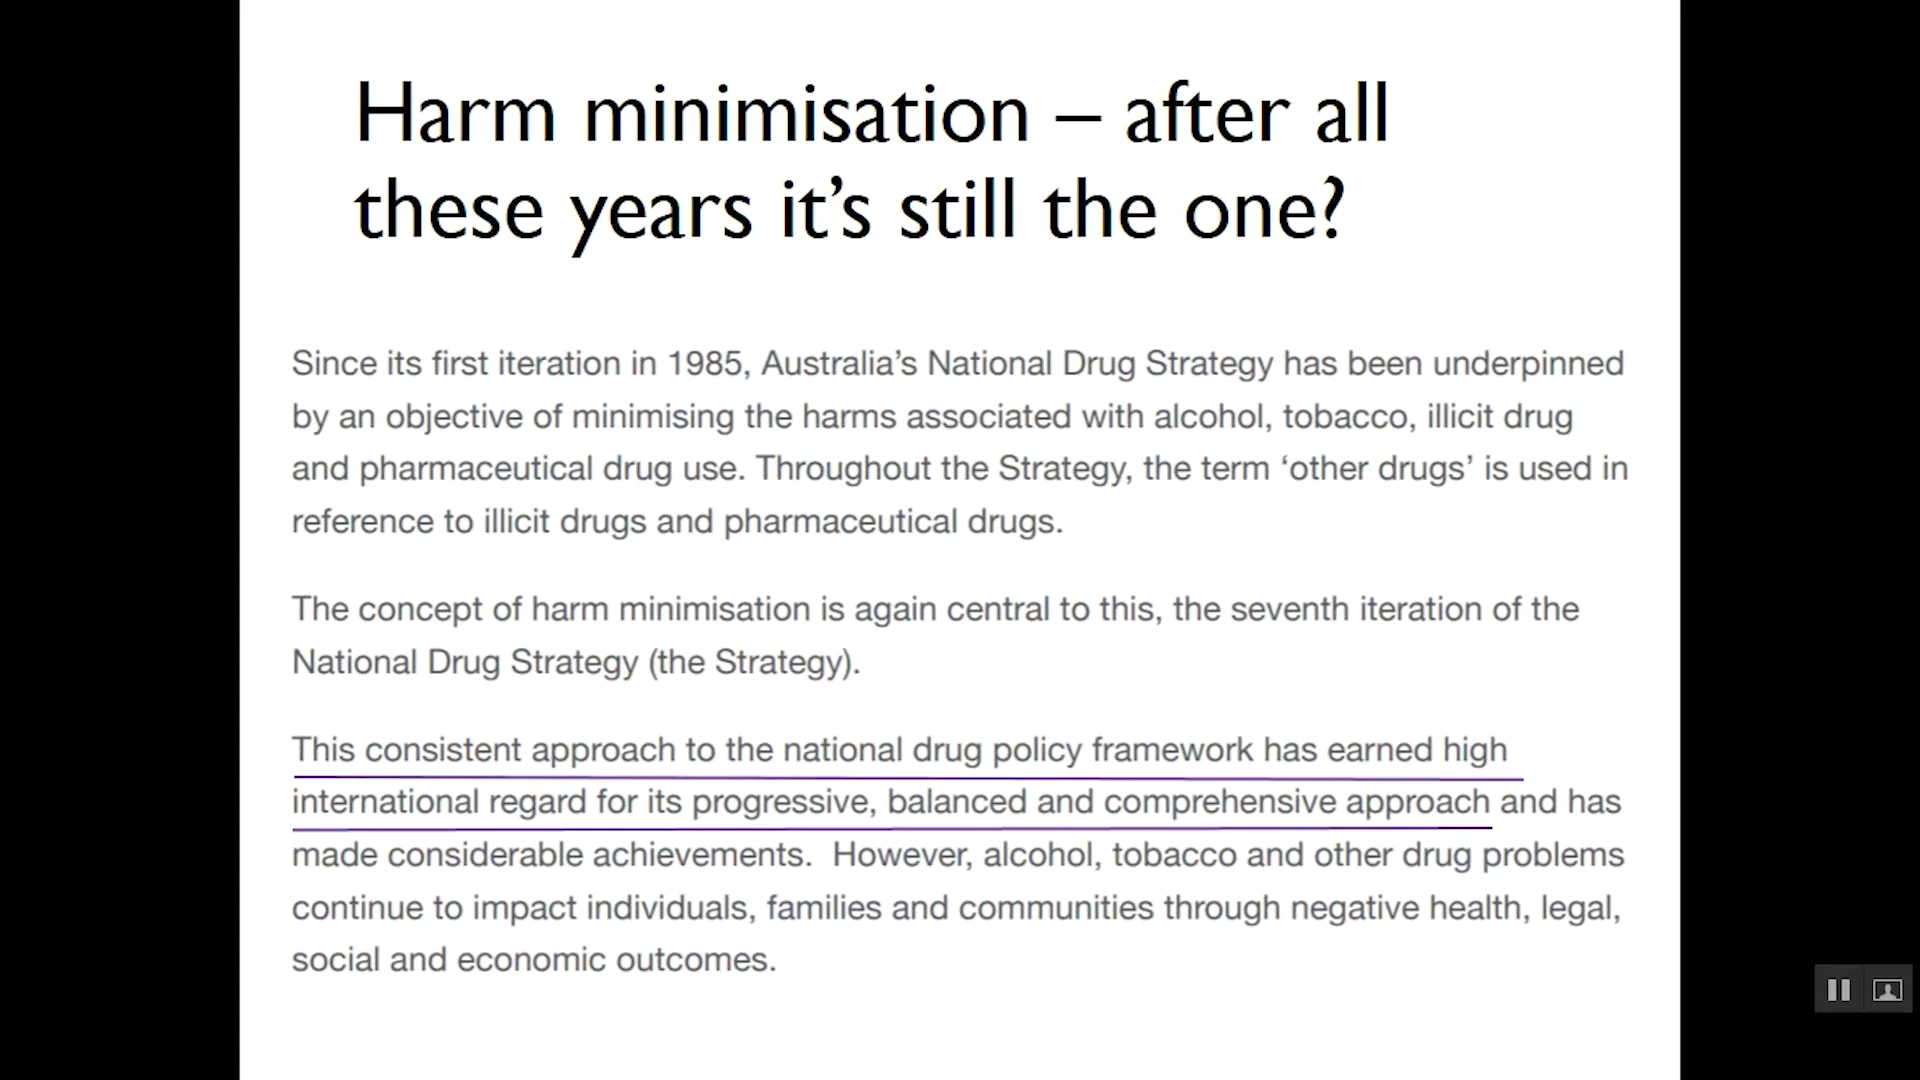 Harm minimisation – after all
these years it’s still the one?
Since its first iteration in 1985, Australia’s National Drug Strategy has been underpinned
by an objective of minimising the harms associated with alcohol, tobacco, illicit drug
and pharmaceutical drug use. Throughout the Strategy, the term ‘other drugs’ is used in
reference to illicit drugs and pharmaceutical drugs.
The concept of harm minimisation is again central to this, the seventh iteration of the
National Drug Strategy (the Strategy).
This consistent approach to the national drug policy framework has earned high
international regard for its progressive, balanced and comprehensive approach and has
made considerable achievements.  However, alcohol, tobacco and other drug problems
continue to impact individuals, families and communities through negative health, legal,
social and economic outcomes.